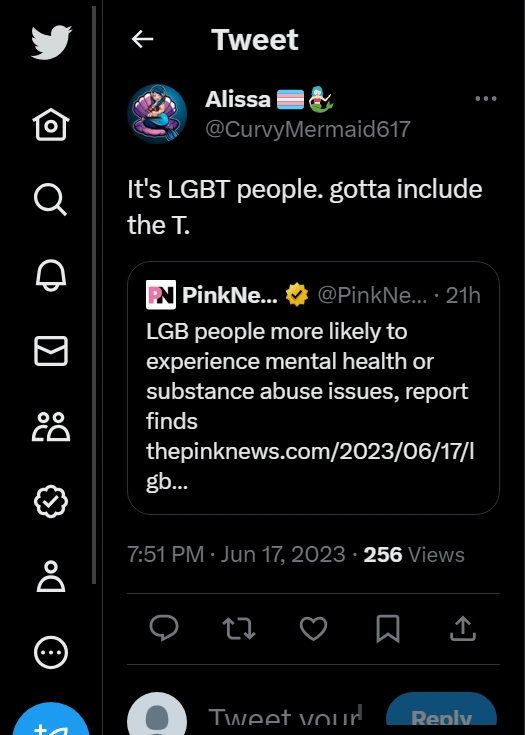 Tweet
Alissa
@CurvyMermaid617
It's LGBT people. gotta include
the T.
PN PinkNe... @PinkNe... · 21h
LGB people more likely to
experience mental health or
substance abuse issues, report
finds
thepinknews.com/2023/06/17/l
gb...
7:51 PM · Jun 17, 2023 · 256 Views
Tweet your
Reply